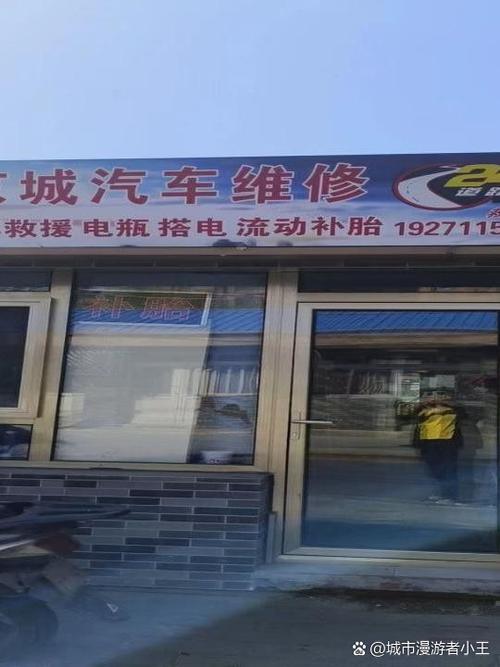 城汽车维修
救援 电瓶 搭电 流动补胎 1927115
补胎
@城市漫游者小王